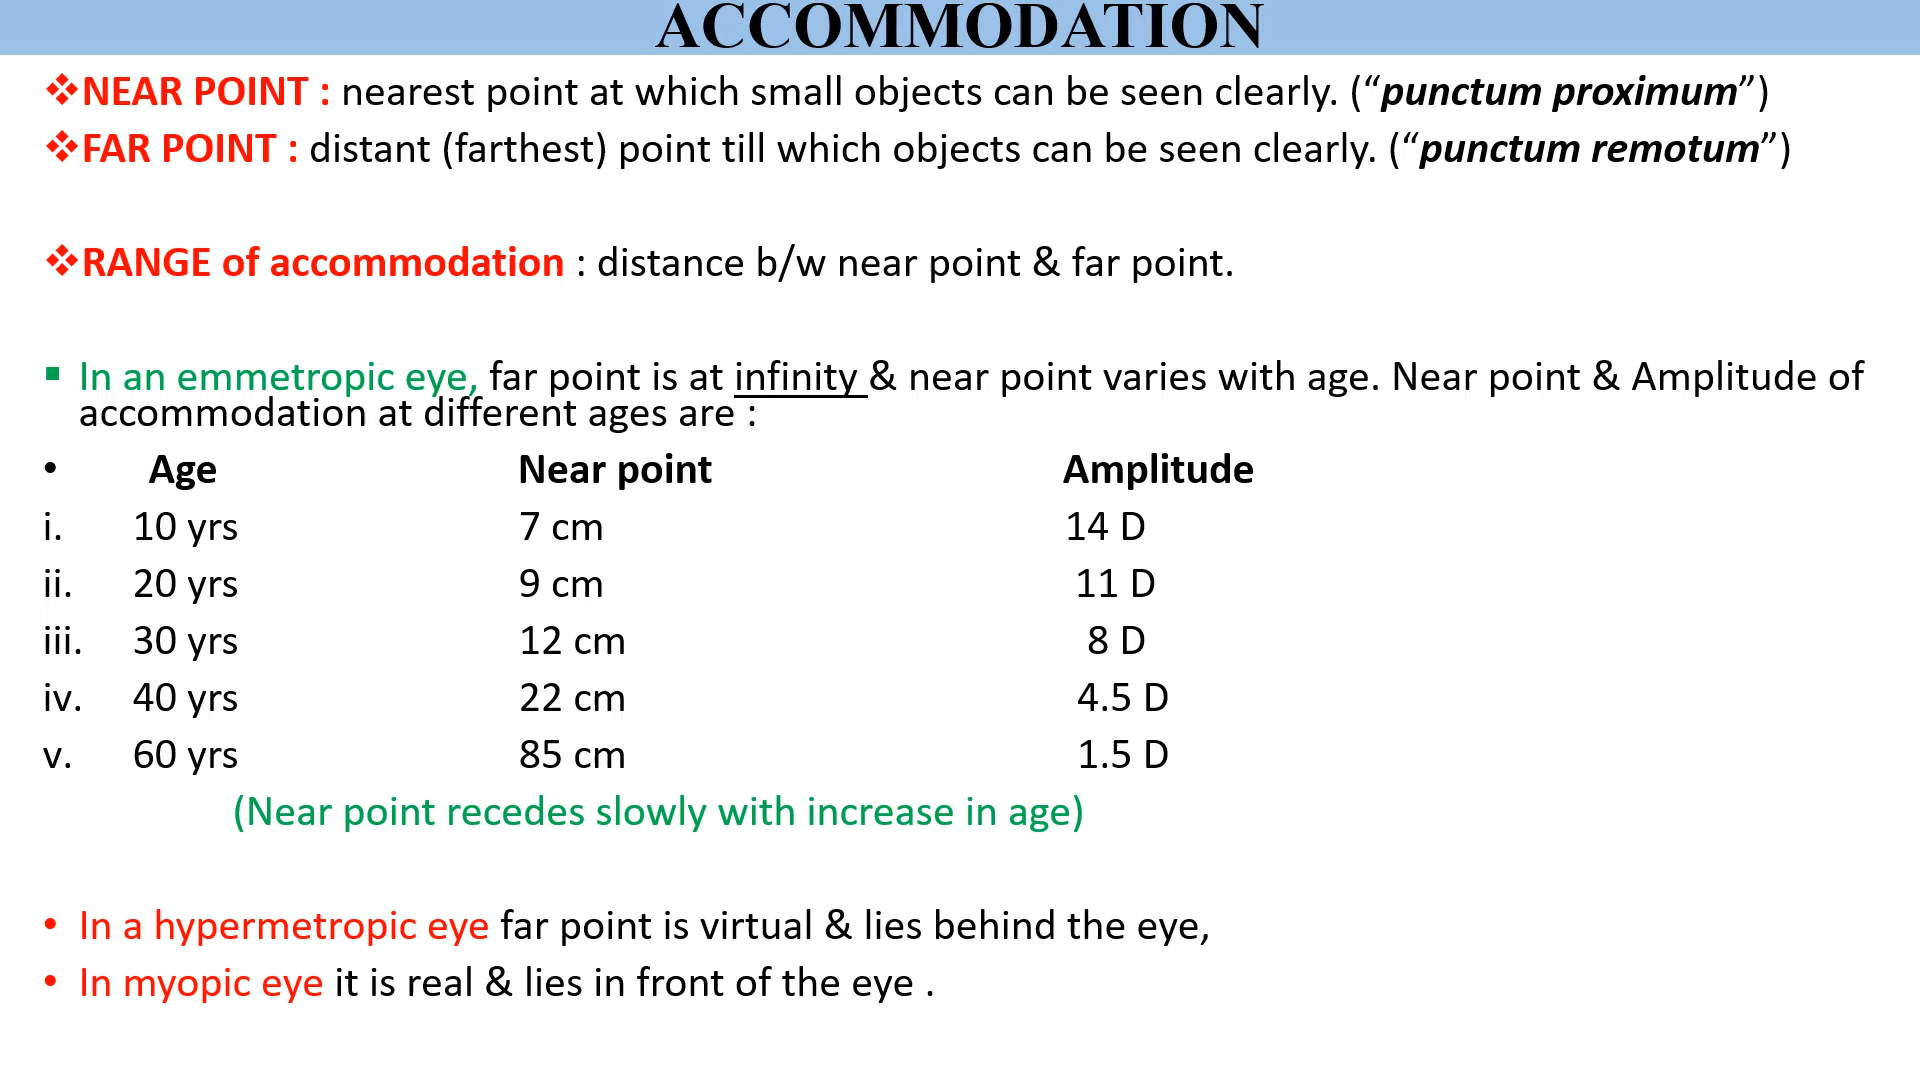 ACCOMMODATION
❖NEAR POINT : nearest point at which small objects can be seen clearly. (“punctum proximum”)
❖FAR POINT : distant (farthest) point till which objects can be seen clearly. (“punctum remotum”)
❖RANGE of accommodation : distance b/w near point & far point.
▪ In an emmetropic eye, far point is at infinity & near point varies with age. Near point & Amplitude of
accommodation at different ages are :
• Age Near point Amplitude
i. 10 yrs 7 cm 14 D
ii. 20 yrs 9 cm 11 D
iii. 30 yrs 12 cm 8 D
iv. 40 yrs 22 cm 4.5 D
v. 60 yrs 85 cm 1.5 D
(Near point recedes slowly with increase in age)
• In a hypermetropic eye far point is virtual & lies behind the eye,
• In myopic eye it is real & lies in front of the eye .